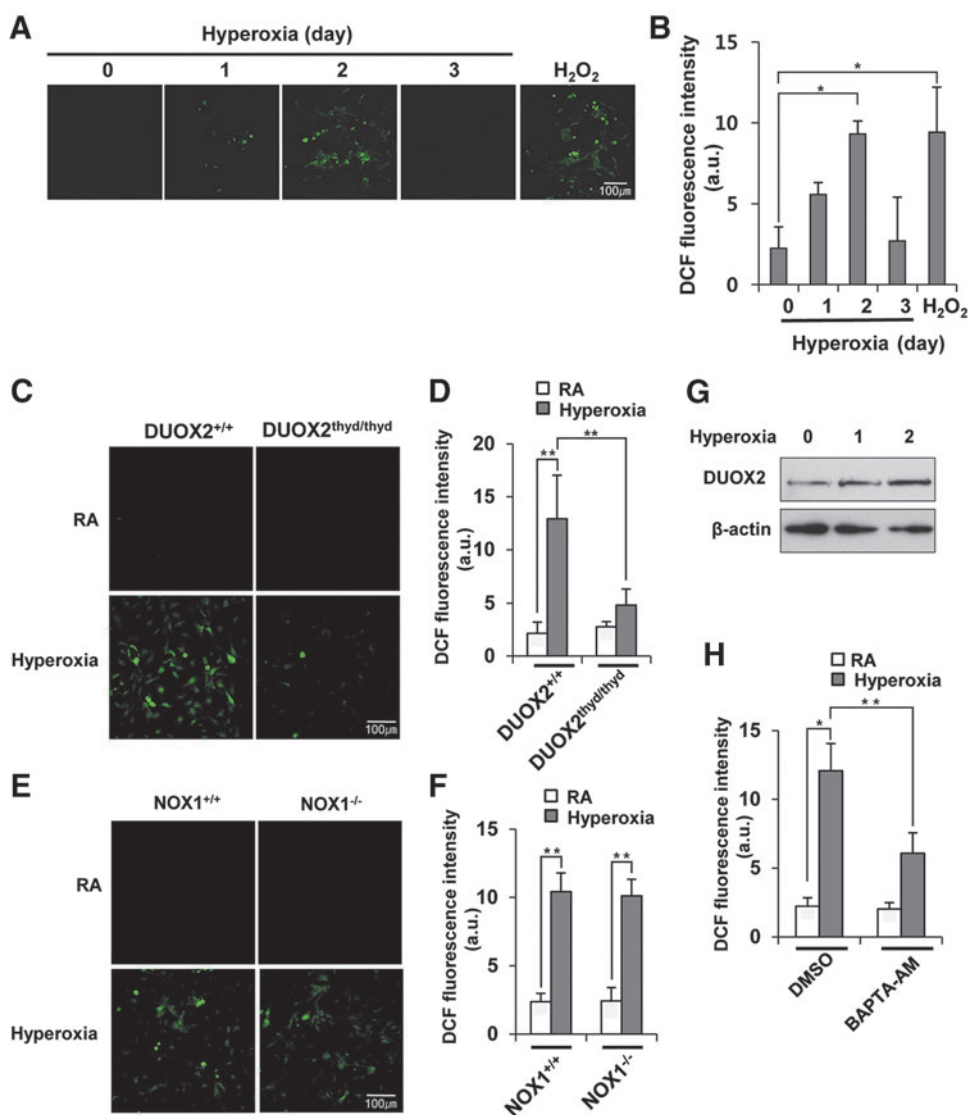 A
Hyperoxia (day)
0 1 2 3 H₂O₂
100μm
B
DCF fluorescence intensity
(a.u.)
15
10
5
0
*
*
0 1 2 3 H₂O₂
Hyperoxia (day)
C
DUOX2⁺/⁺ DUOX2ᵗʰʸᵈ/ᵗʰʸᵈ
RA
Hyperoxia
100μm
D
RA
Hyperoxia
DCF fluorescence intensity
(a.u.)
20
15
10
5
0
**
**
DUOX2⁺/⁺
DUOX2ᵗʰʸᵈ/ᵗʰʸᵈ
G
Hyperoxia 0 1 2
DUOX2
β-actin
E
NOX1⁺/⁺ NOX1⁻/⁻
RA
Hyperoxia
100μm
F
RA
Hyperoxia
DCF fluorescence intensity
(a.u.)
15
10
5
0
**
**
NOX1⁺/⁺
NOX1⁻/⁻
H
RA
Hyperoxia
DCF fluorescence intensity
(a.u.)
15
10
5
0
*
**
DMSO
BAPTA-AM